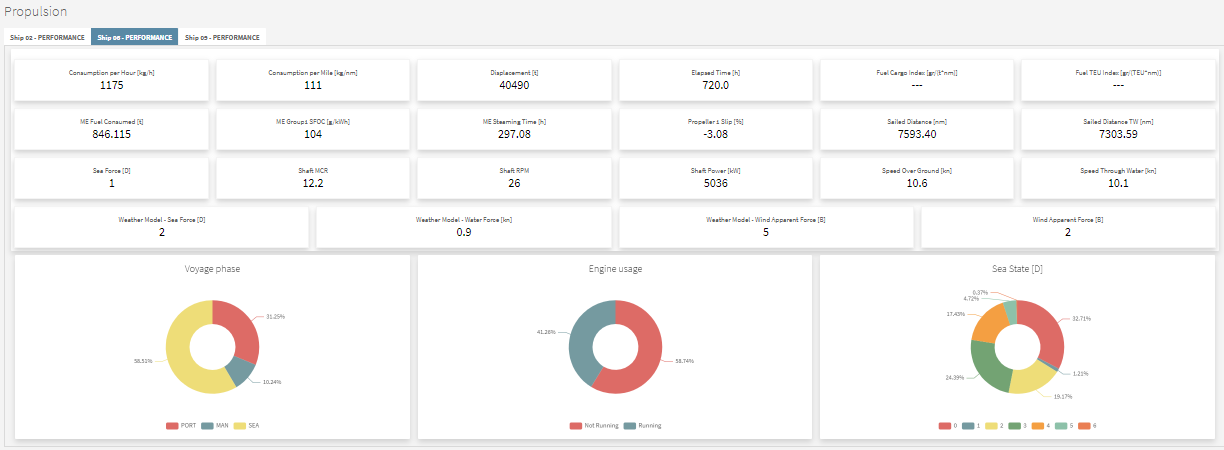 Propulsion
Ship 02 - PERFORMANCE Ship 06 - PERFORMANCE Ship 09 - PERFORMANCE
Consumption per Hour [kg/h] Consumption per Mile [kg/nm] Displacement [t] Elapsed Time [h] Fuel Cargo Index [gr/(t*nm)] Fuel TEU Index [gr/(TEU*nm)]
1175 111 40490 720.0 --- ---
ME Fuel Consumed [t] ME Group1 SFOC [g/kWh] ME Steaming Time [h] Propeller 1 Slip [%] Sailed Distance [nm] Sailed Distance TW [nm]
846.115 104 297.08 -3.08 7593.40 7303.59
Sea Force [D] Shaft MCR Shaft RPM Shaft Power [kW] Speed Over Ground [kn] Speed Through Water [kn]
1 12.2 26 5036 10.6 10.1
Weather Model - Sea Force [D] Weather Model - Water Force [kn] Weather Model - Wind Apparent Force [B] Wind Apparent Force [B]
2 0.9 5 2
Voyage phase
31.25%
58.51%
10.24%
PORT MAN SEA
Engine usage
41.26%
58.74%
Not Running Running
Sea State [D]
0.37%
4.72%
17.43%
32.71%
24.39%
1.21%
19.17%
0 1 2 3 4 5 6